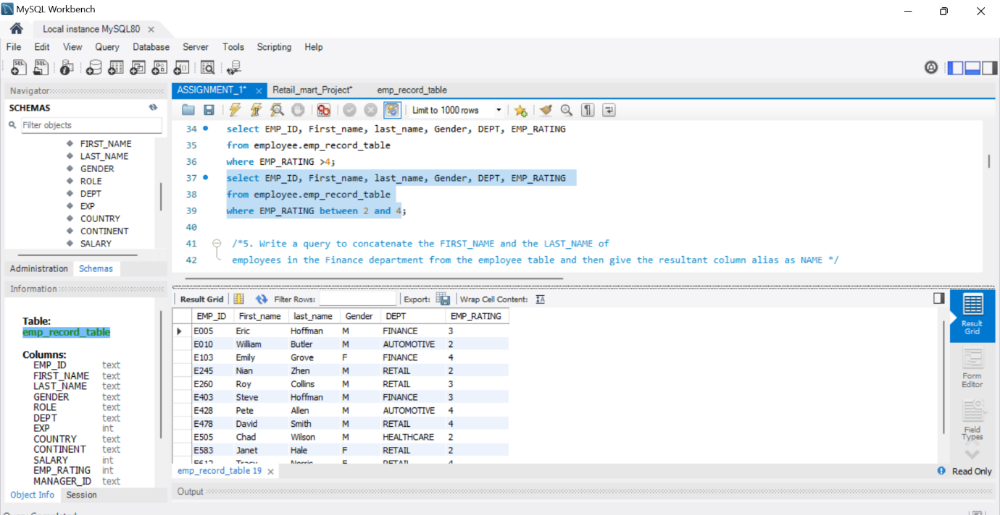 MySQL Workbench
Local instance MySQL80
File Edit View Query Database Server Tools Scripting Help
Navigator
SCHEMAS
Filter objects
FIRST_NAME
LAST_NAME
GENDER
ROLE
DEPT
EXP
COUNTRY
CONTINENT
SALARY
Administration Schemas
Information
Table:
emp_record_table
Columns:
EMP_ID text
FIRST_NAME text
LAST_NAME text
GENDER text
ROLE text
DEPT text
EXP int
COUNTRY text
CONTINENT text
SALARY int
EMP_RATING int
MANAGER_ID text
Object Info Session
ASSIGNMENT_1* Retail_mart_Project* emp_record_table
Limit to 1000 rows
34 select EMP_ID, First_name, last_name, Gender, DEPT, EMP_RATING
35 from employee.emp_record_table
36 where EMP_RATING >4;
37 select EMP_ID, First_name, last_name, Gender, DEPT, EMP_RATING
38 from employee.emp_record_table
39 where EMP_RATING between 2 and 4;
40
41 /*5. Write a query to concatenate the FIRST_NAME and the LAST_NAME of
42 employees in the Finance department from the employee table and then give the resultant column alias as NAME */
Result Grid Filter Rows: Export: Wrap Cell Content:
EMP_ID First_name last_name Gender DEPT EMP_RATING
E005 Eric Hoffman M FINANCE 3
E010 William Butler M AUTOMOTIVE 2
E103 Emily Grove F FINANCE 4
E245 Nian Zhen M RETAIL 2
E260 Roy Collins M RETAIL 3
E403 Steve Hoffman M FINANCE 3
E428 Pete Allen M AUTOMOTIVE 4
E478 David Smith M RETAIL 4
E505 Chad Wilson M HEALTHCARE 2
E583 Janet Hale F RETAIL 2
E612 Tracy Norris F RETAIL 4
Result Grid
Form Editor
Field Types
emp_record_table 19
Read Only
Output
Query Completed